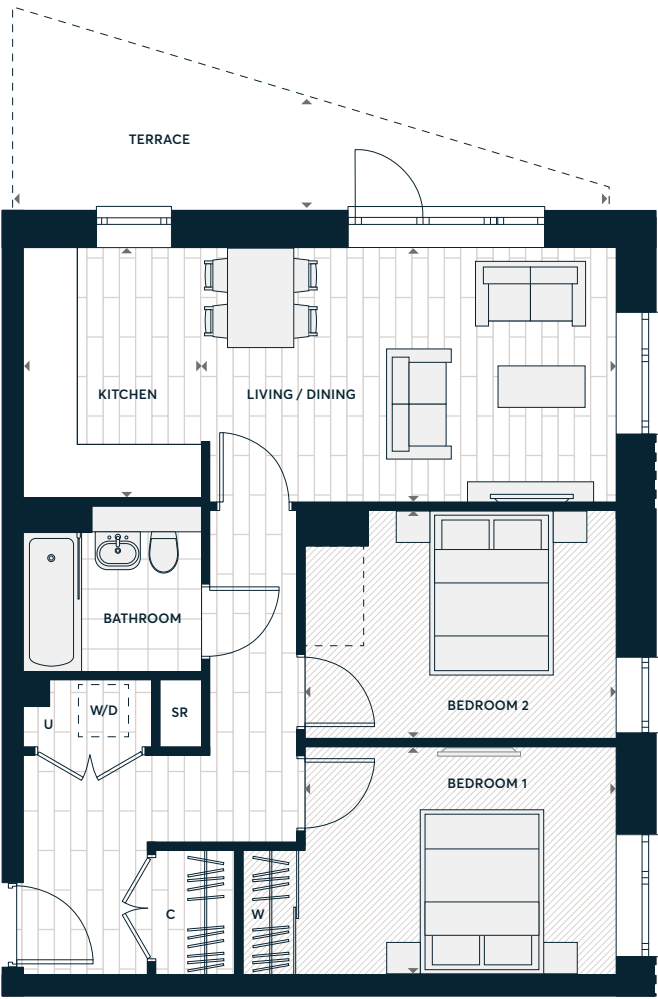 TERRACE
KITCHEN
LIVING / DINING
BATHROOM
U
W/D
SR
BEDROOM 2
BEDROOM 1
C
W